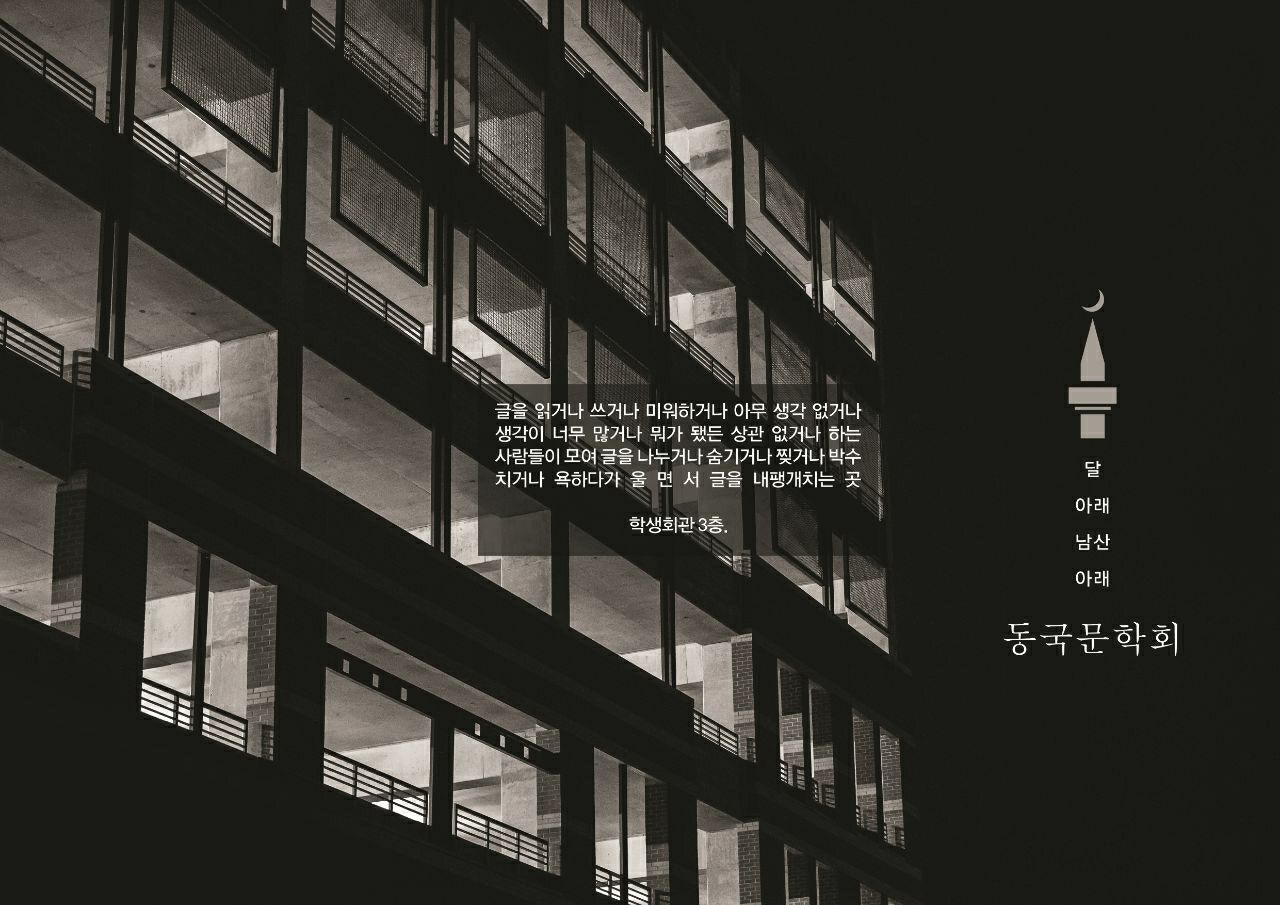 글을 읽거나 쓰거나 미워하거나 아무 생각 없거나
생각이 너무 많거나 뭐가 됐든 상관 없거나 하는
사람들이 모여 글을 나누거나 숨기거나 찢거나 박수
치거나 욕하다가 울 면 서 글을 내팽개치는 곳
학생회관 3층.
달
아래
남산
아래
동국문학회